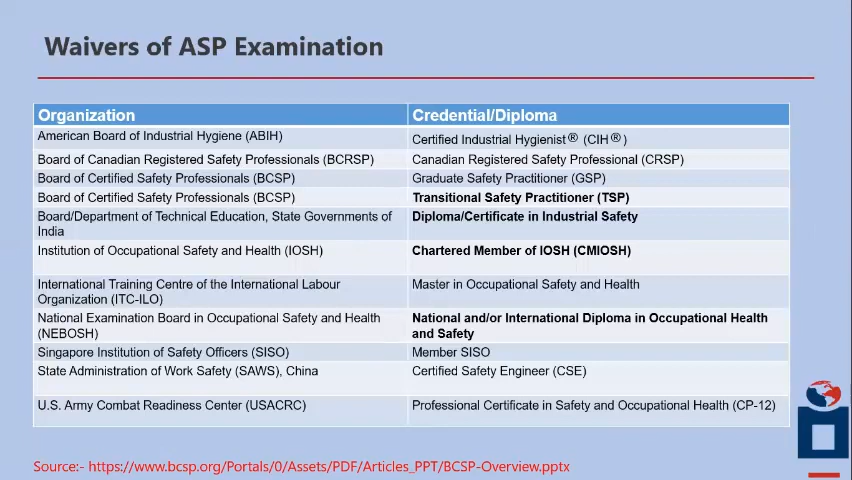 Waivers of ASP Examination
Organization Credential/Diploma
American Board of Industrial Hygiene (ABIH) Certified Industrial Hygienist® (CIH®)
Board of Canadian Registered Safety Professionals (BCRSP) Canadian Registered Safety Professional (CRSP)
Board of Certified Safety Professionals (BCSP) Graduate Safety Practitioner (GSP)
Board of Certified Safety Professionals (BCSP) Transitional Safety Practitioner (TSP)
Board/Department of Technical Education, State Governments of Diploma/Certificate in Industrial Safety
India
Institution of Occupational Safety and Health (IOSH) Chartered Member of IOSH (CMIOSH)
International Training Centre of the International Labour Master in Occupational Safety and Health
Organization (ITC-ILO)
National Examination Board in Occupational Safety and Health National and/or International Diploma in Occupational Health
(NEBOSH) and Safety
Singapore Institution of Safety Officers (SISO) Member SISO
State Administration of Work Safety (SAWS), China Certified Safety Engineer (CSE)
U.S. Army Combat Readiness Center (USACRC) Professional Certificate in Safety and Occupational Health (CP-12)
Source:- https://www.bcsp.org/Portals/0/Assets/PDF/Articles_PPT/BCSP-Overview.pptx